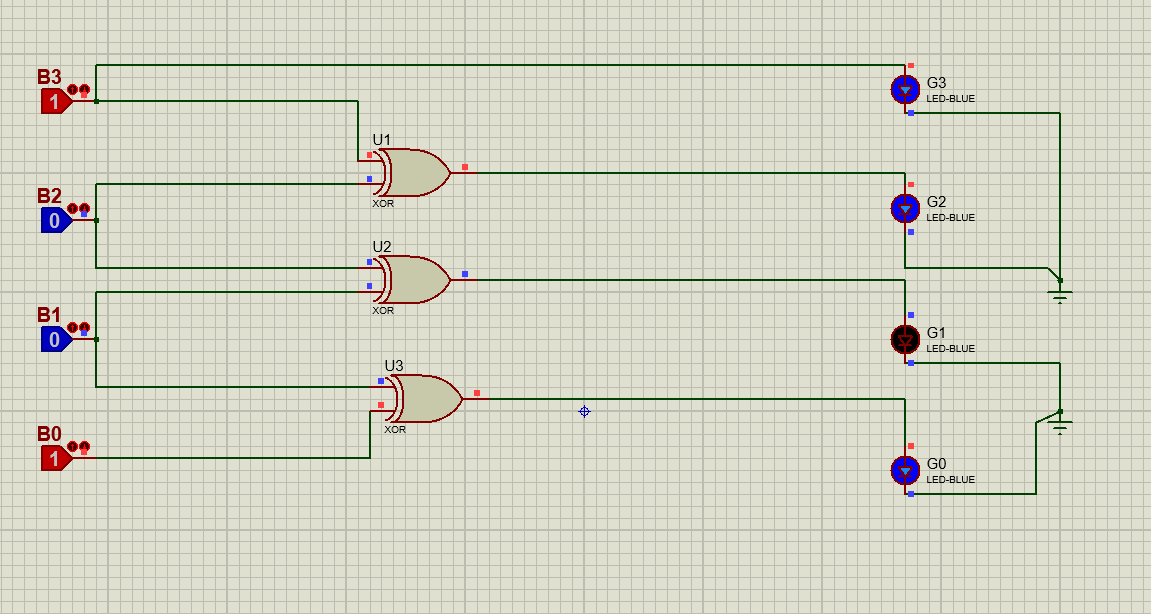 B3
1
G3
LED-BLUE
U1
XOR
B2
0
G2
LED-BLUE
U2
XOR
B1
0
G1
LED-BLUE
U3
XOR
B0
1
G0
LED-BLUE